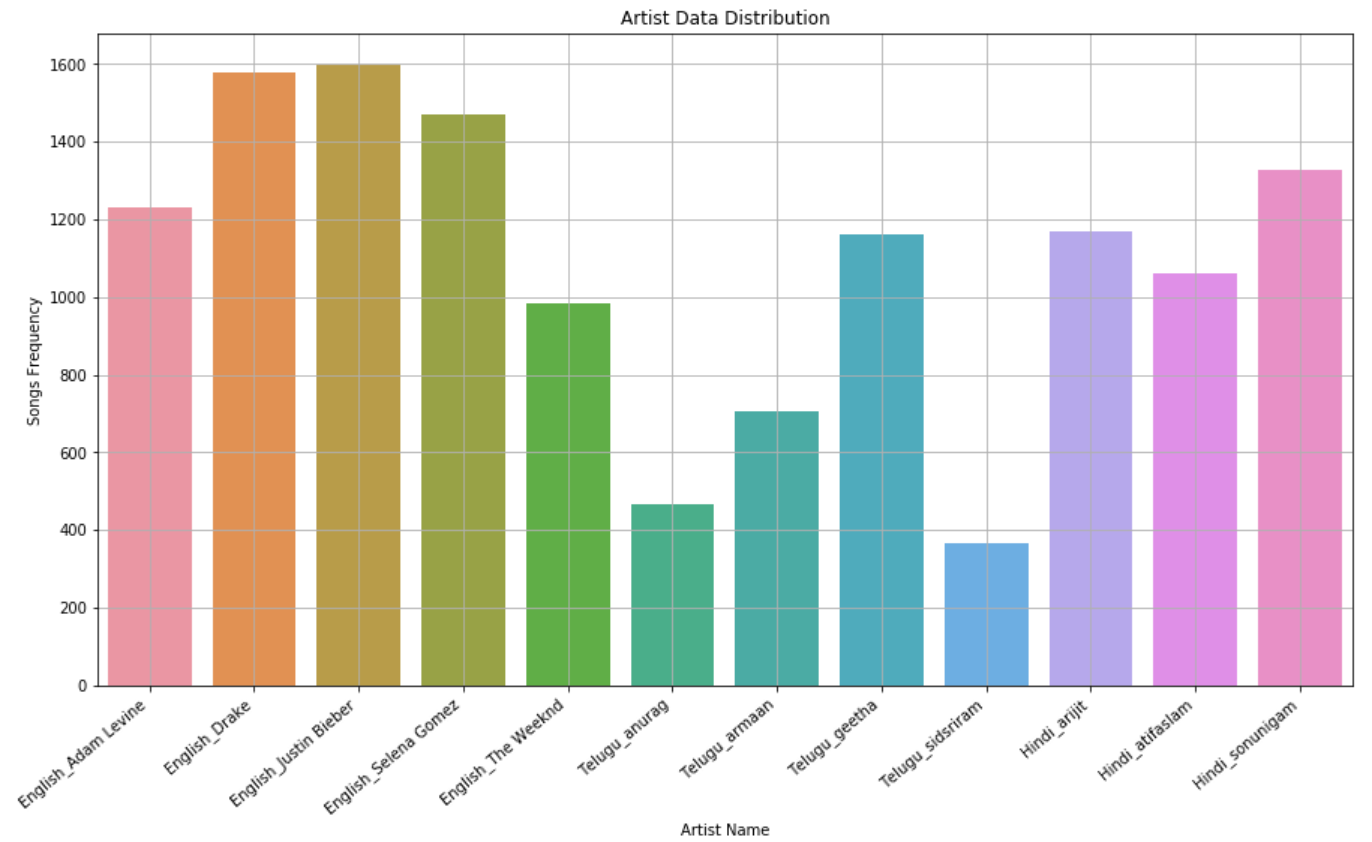 Artist Data Distribution
1600
1400
1200
1000
800
600
400
200
0
Songs Frequency
English_Adam Levine
English_Drake
English_Justin Bieber
English_Selena Gomez
English_The Weeknd
Telugu_anurag
Telugu_armaan
Telugu_geetha
Telugu_sidsriram
Hindi_arijit
Hindi_atifaslam
Hindi_sonunigam
Artist Name